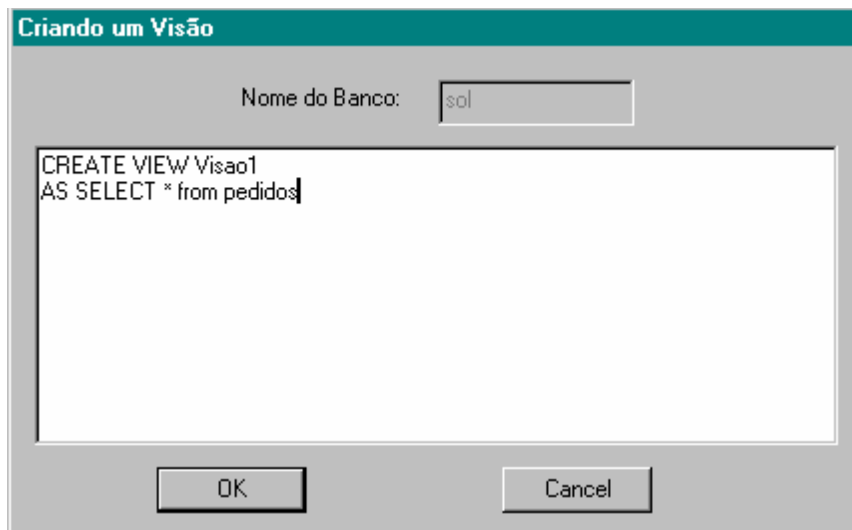 Criando um Visão
Nome do Banco: sol
CREATE VIEW Visao1
AS SELECT * from pedidos
OK Cancel